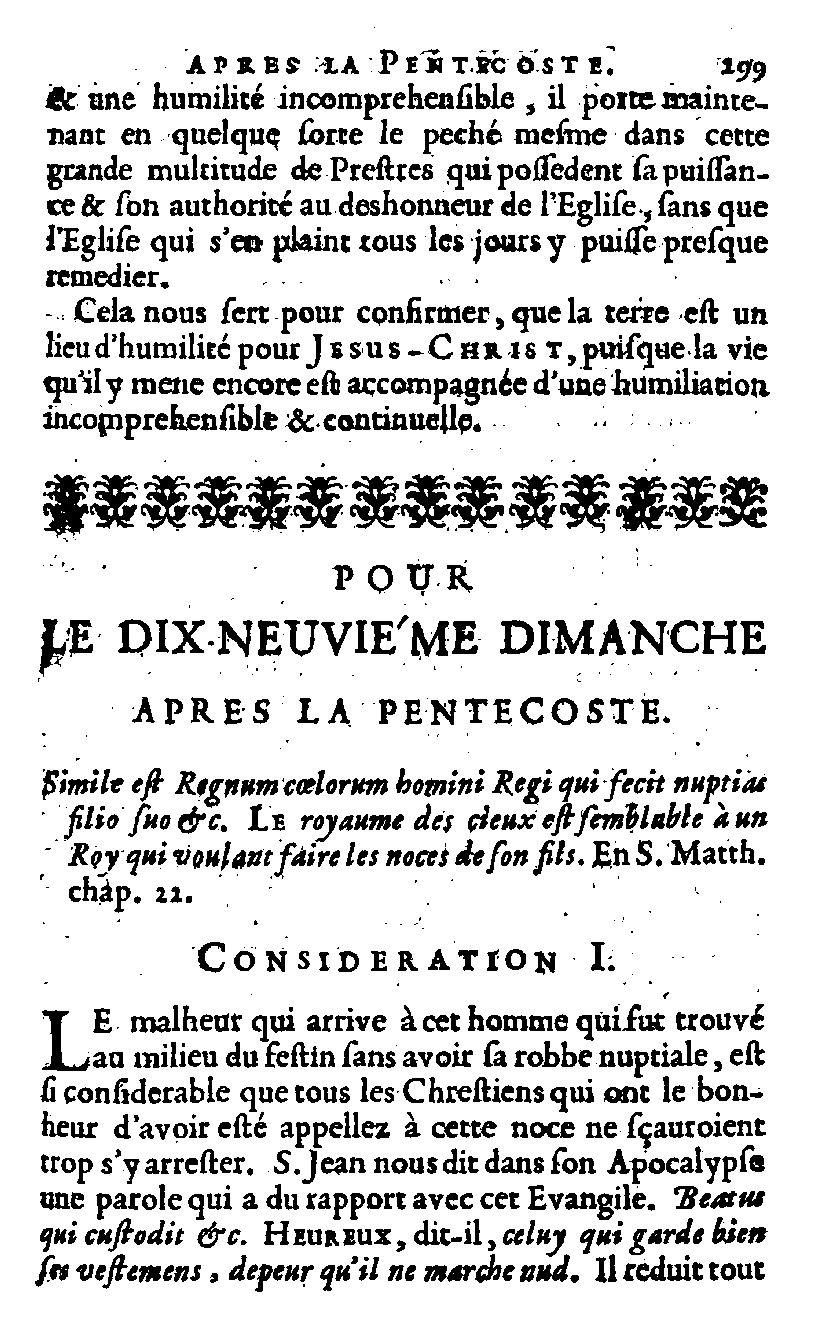 APRES LA PENTECOSTE. 199
& une humilité incomprehenſible, il porte mainte-
nant en quelque ſorte le peché meſme dans cette
grande multitude de Preſtres qui poſſedent ſa puiſſan-
ce & ſon authorité au deshonneur de l'Egliſe, ſans que
l'Egliſe qui s'en plaint tous les jours y puiſſe preſque
remedier.
Cela nous ſert pour confirmer, que la terre eſt un
lieu d'humilité pour JESUS-CHRIST, puiſque la vie
qu'il y mene encore eſt accompagnée d'une humiliation
incomprehenſible & continuelle.
POUR
LE DIX-NEUVIE'ME DIMANCHE
APRES LA PENTECOSTE.
Simile eſt Regnum cœlorum homini Regi qui fecit nuptias
filio ſuo &c. LE royaume des cieux eſt ſemblable à un
Roy qui voulant faire les noces de ſon fils. En S. Matth.
chap. 22.
CONSIDERATION I.
LE malheur qui arrive à cet homme qui fut trouvé
au milieu du feſtin ſans avoir ſa robbe nuptiale, eſt
ſi conſiderable que tous les Chreſtiens qui ont le bon-
heur d'avoir eſté appellez à cette noce ne ſçauroient
trop s'y arreſter. S. Jean nous dit dans ſon Apocalypſe
une parole qui a du rapport avec cet Evangile. Beatus
qui cuſtodit &c. HEUREUX, dit-il, celuy qui garde bien
ſes veſtemens, depeur qu'il ne marche nud. Il reduit tout